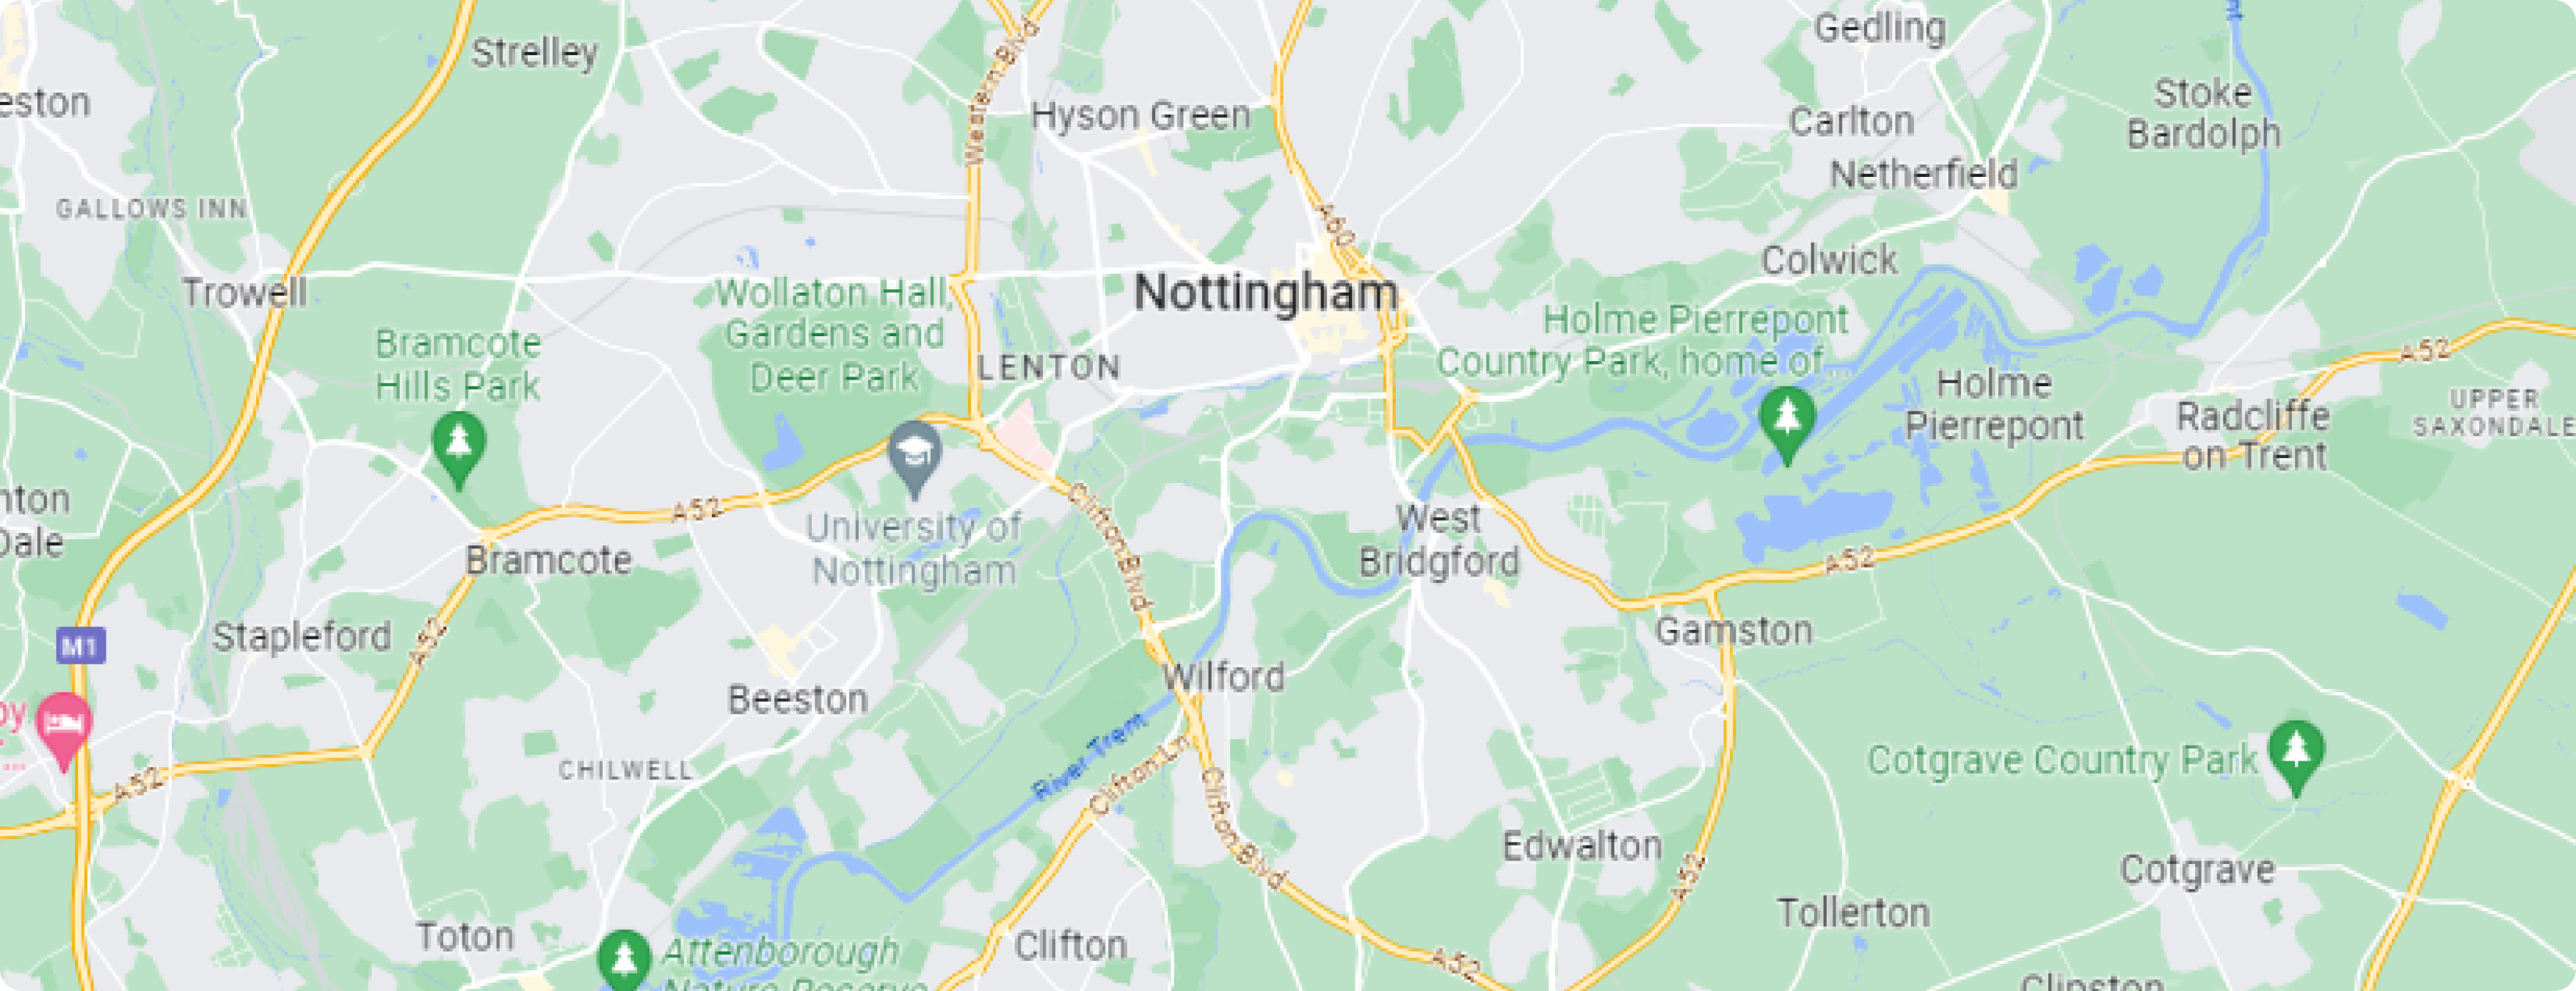 Gedling
Strelley
Western Blvd
Stoke
Bardolph
eston
Hyson Green
Carlton
Netherfield
GALLOWS INN
A60
Colwick
Trowell
Wollaton Hall,
Gardens and
Deer Park
Nottingham
Holme Pierrepont
Country Park, home of...
Bramcote
Hills Park
LENTON
A52
Holme
Pierrepont
UPPER
SAXONDALE
Radcliffe
on Trent
nton
Dale
A52
Clifton Blvd
University of
Nottingham
West
Bridgford
A52
Bramcote
M1
Stapleford
A52
Gamston
Wilford
Beeston
by
...
River Trent
Clifton Ln
CHILWELL
A52
Cotgrave Country Park
Clifton Blvd
Edwalton
A52
Cotgrave
Tollerton
Toton
Attenborough
Nature Reserve
Clifton
A52
Clipston